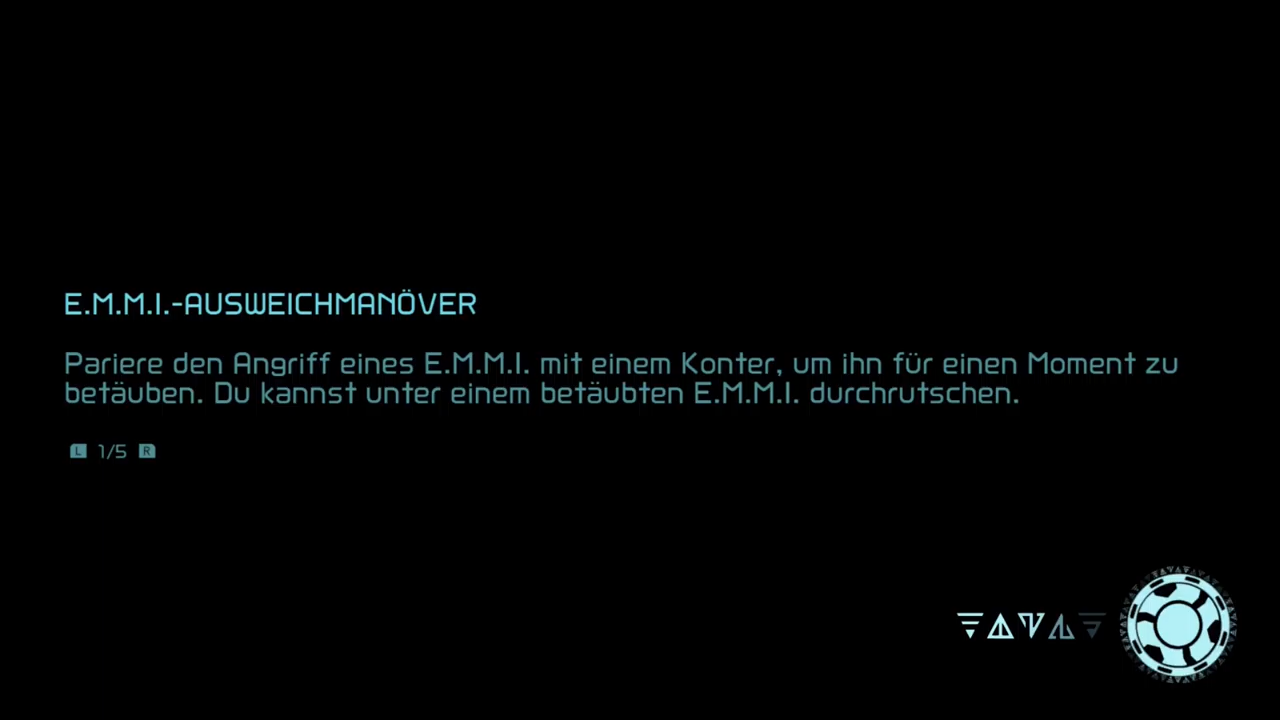 E.M.M.I.-AUSWEICHMANÖVER
Pariere den Angriff eines E.M.M.I. mit einem Konter, um ihn für einen Moment zu
betäuben. Du kannst unter einem betäubten E.M.M.I. durchrutschen.
L 1/5 R